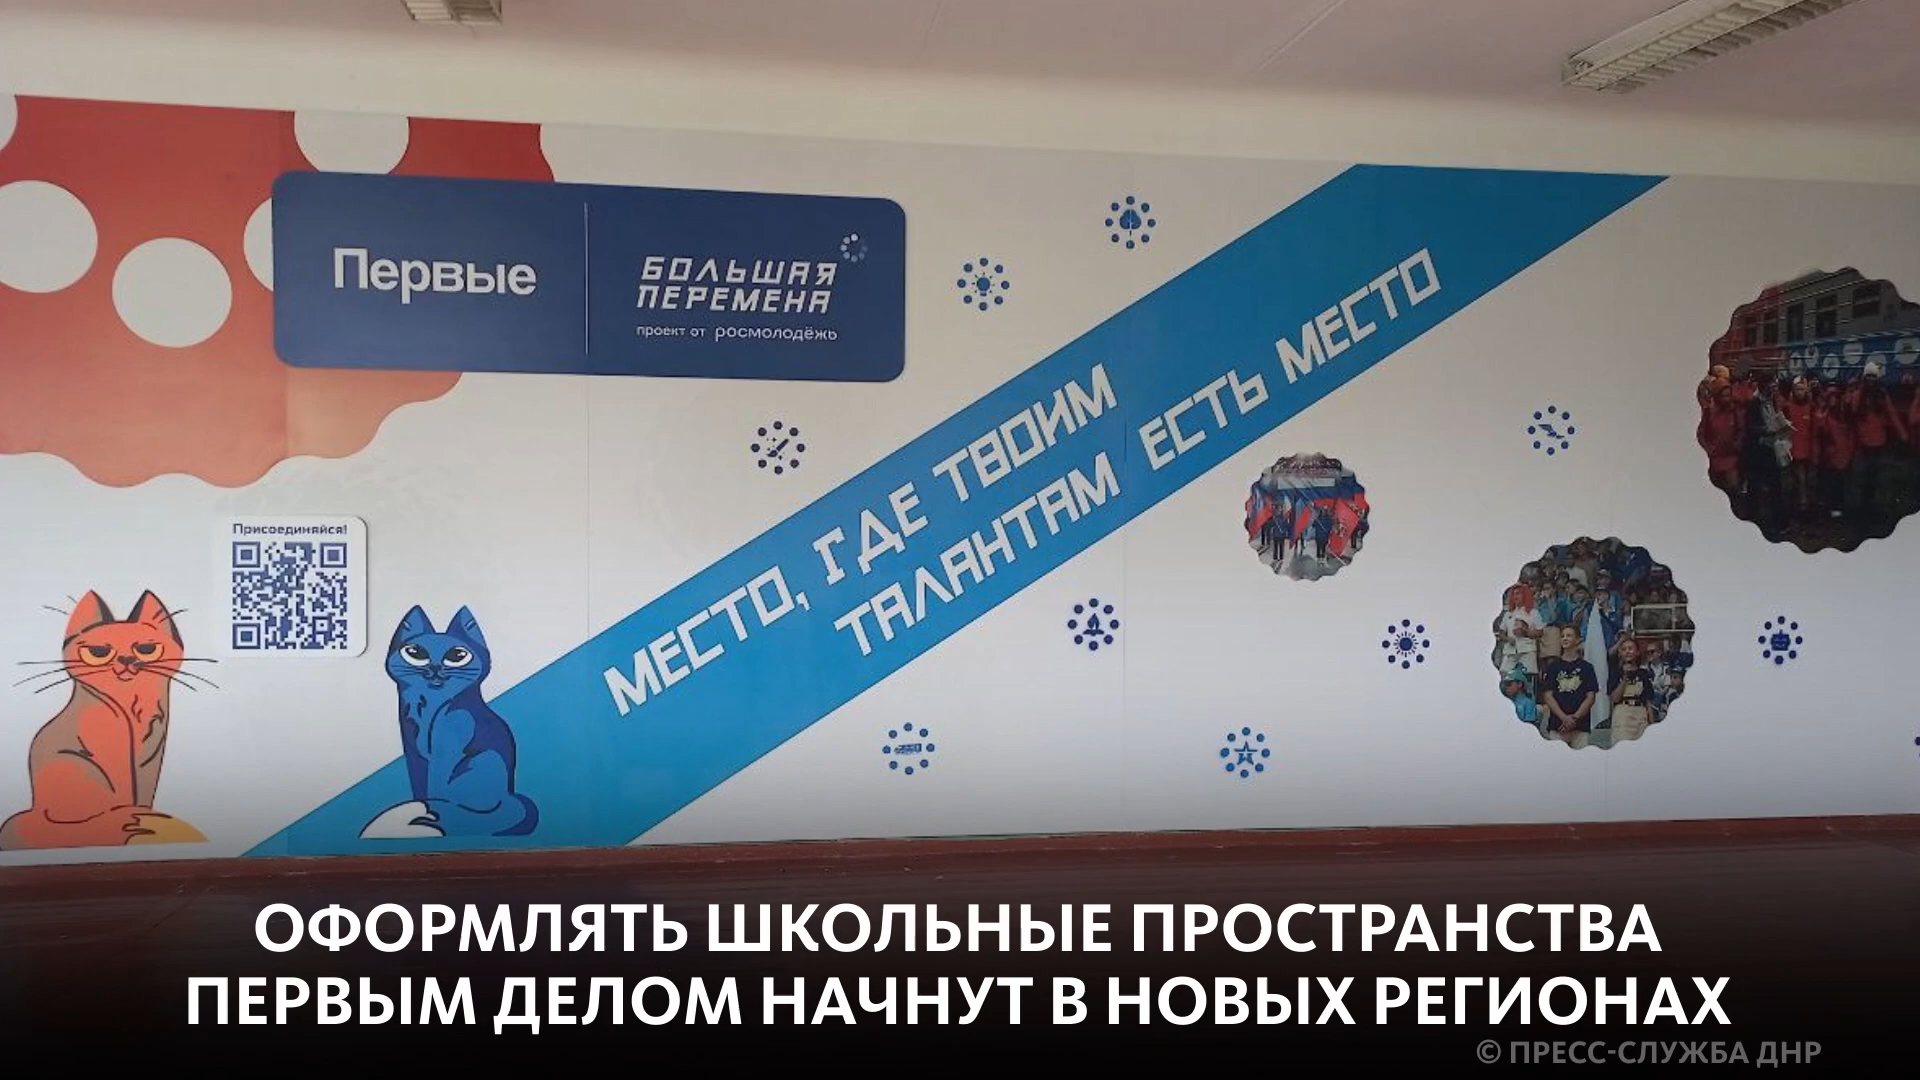 Первые
БОЛЬШАЯ
ПЕРЕМЕНА
проект от росмолодёжь
Присоединяйся!
МЕСТО, ГДЕ ТВОИМ
ТАЛАНТАМ ЕСТЬ МЕСТО
ОФОРМЛЯТЬ ШКОЛЬНЫЕ ПРОСТРАНСТВА
ПЕРВЫМ ДЕЛОМ НАЧНУТ В НОВЫХ РЕГИОНАХ
© ПРЕСС-СЛУЖБА ДНР